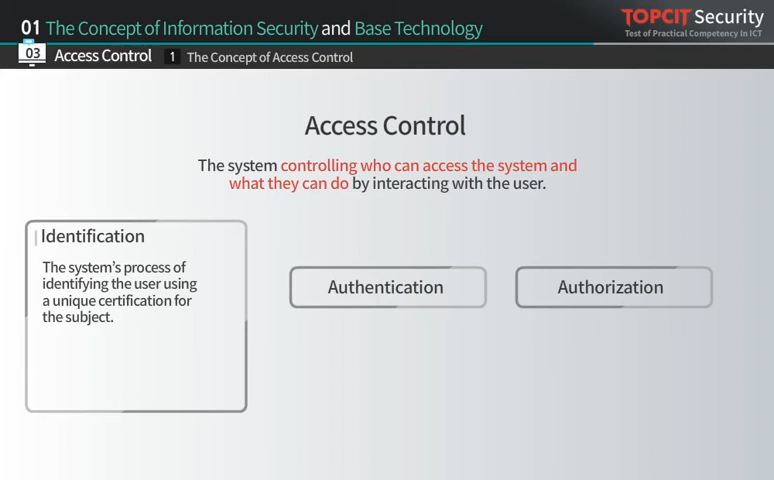 01 The Concept of Information Security and Base Technology
TOPCIT Security
Test of Practical Competency In ICT
03 Access Control 1 The Concept of Access Control
Access Control
The system controlling who can access the system and
what they can do by interacting with the user.
Identification
The system's process of
identifying the user using
a unique certification for
the subject.
Authentication
Authorization